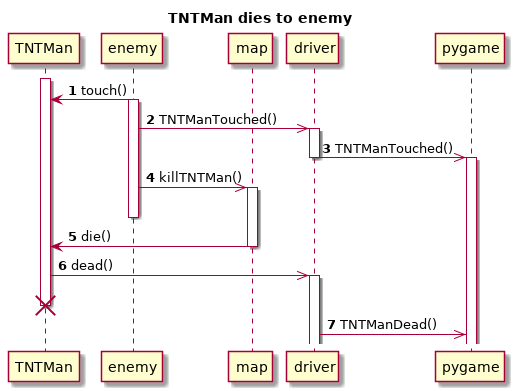 TNTMan dies to enemy
TNTMan enemy map driver pygame
1 touch()
2 TNTManTouched()
3 TNTManTouched()
4 killTNTMan()
5 die()
6 dead()
7 TNTManDead()
TNTMan enemy map driver pygame